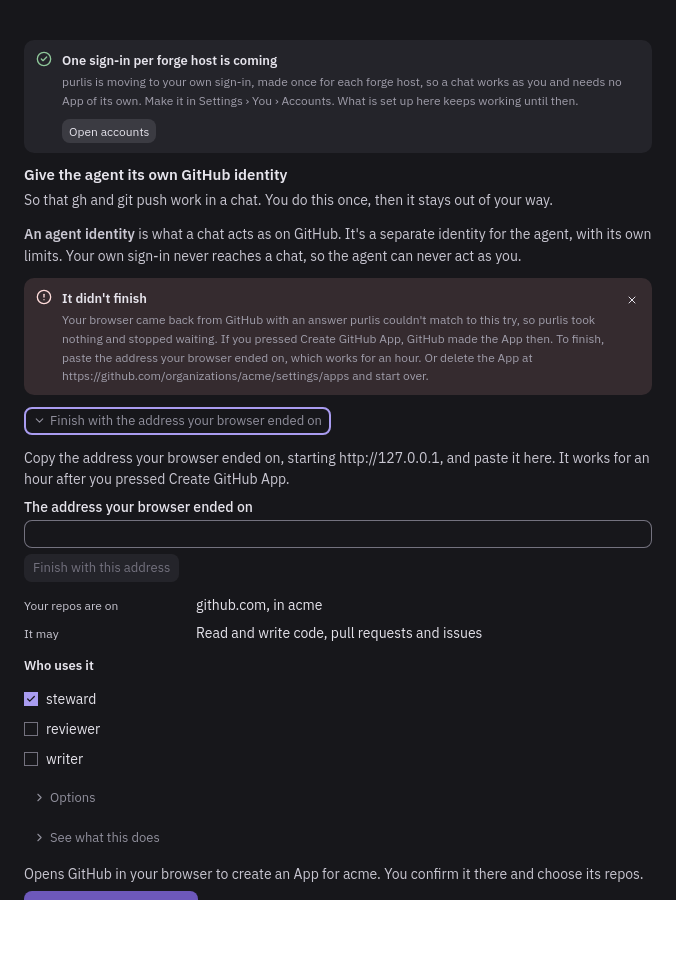 One sign-in per forge host is coming
purlis is moving to your own sign-in, made once for each forge host, so a chat works as you and needs no
App of its own. Make it in Settings › You › Accounts. What is set up here keeps working until then.
Open accounts
Give the agent its own GitHub identity
So that gh and git push work in a chat. You do this once, then it stays out of your way.
An agent identity is what a chat acts as on GitHub. It's a separate identity for the agent, with its own
limits. Your own sign-in never reaches a chat, so the agent can never act as you.
It didn't finish
Your browser came back from GitHub with an answer purlis couldn't match to this try, so purlis took
nothing and stopped waiting. If you pressed Create GitHub App, GitHub made the App then. To finish,
paste the address your browser ended on, which works for an hour. Or delete the App at
https://github.com/organizations/acme/settings/apps and start over.
Finish with the address your browser ended on
Copy the address your browser ended on, starting http://127.0.0.1, and paste it here. It works for an
hour after you pressed Create GitHub App.
The address your browser ended on
Finish with this address
Your repos are on github.com, in acme
It may Read and write code, pull requests and issues
Who uses it
steward
reviewer
writer
Options
See what this does
Opens GitHub in your browser to create an App for acme. You confirm it there and choose its repos.